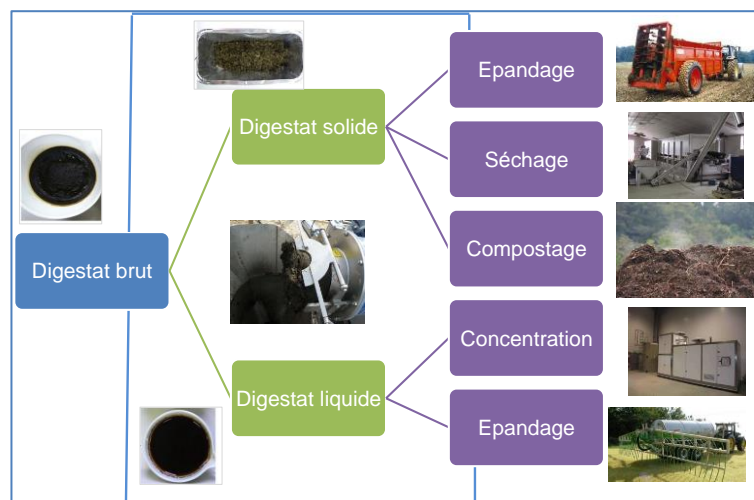 Digestat brut
Digestat solide
Digestat liquide
Epandage
Séchage
Compostage
Concentration
Epandage